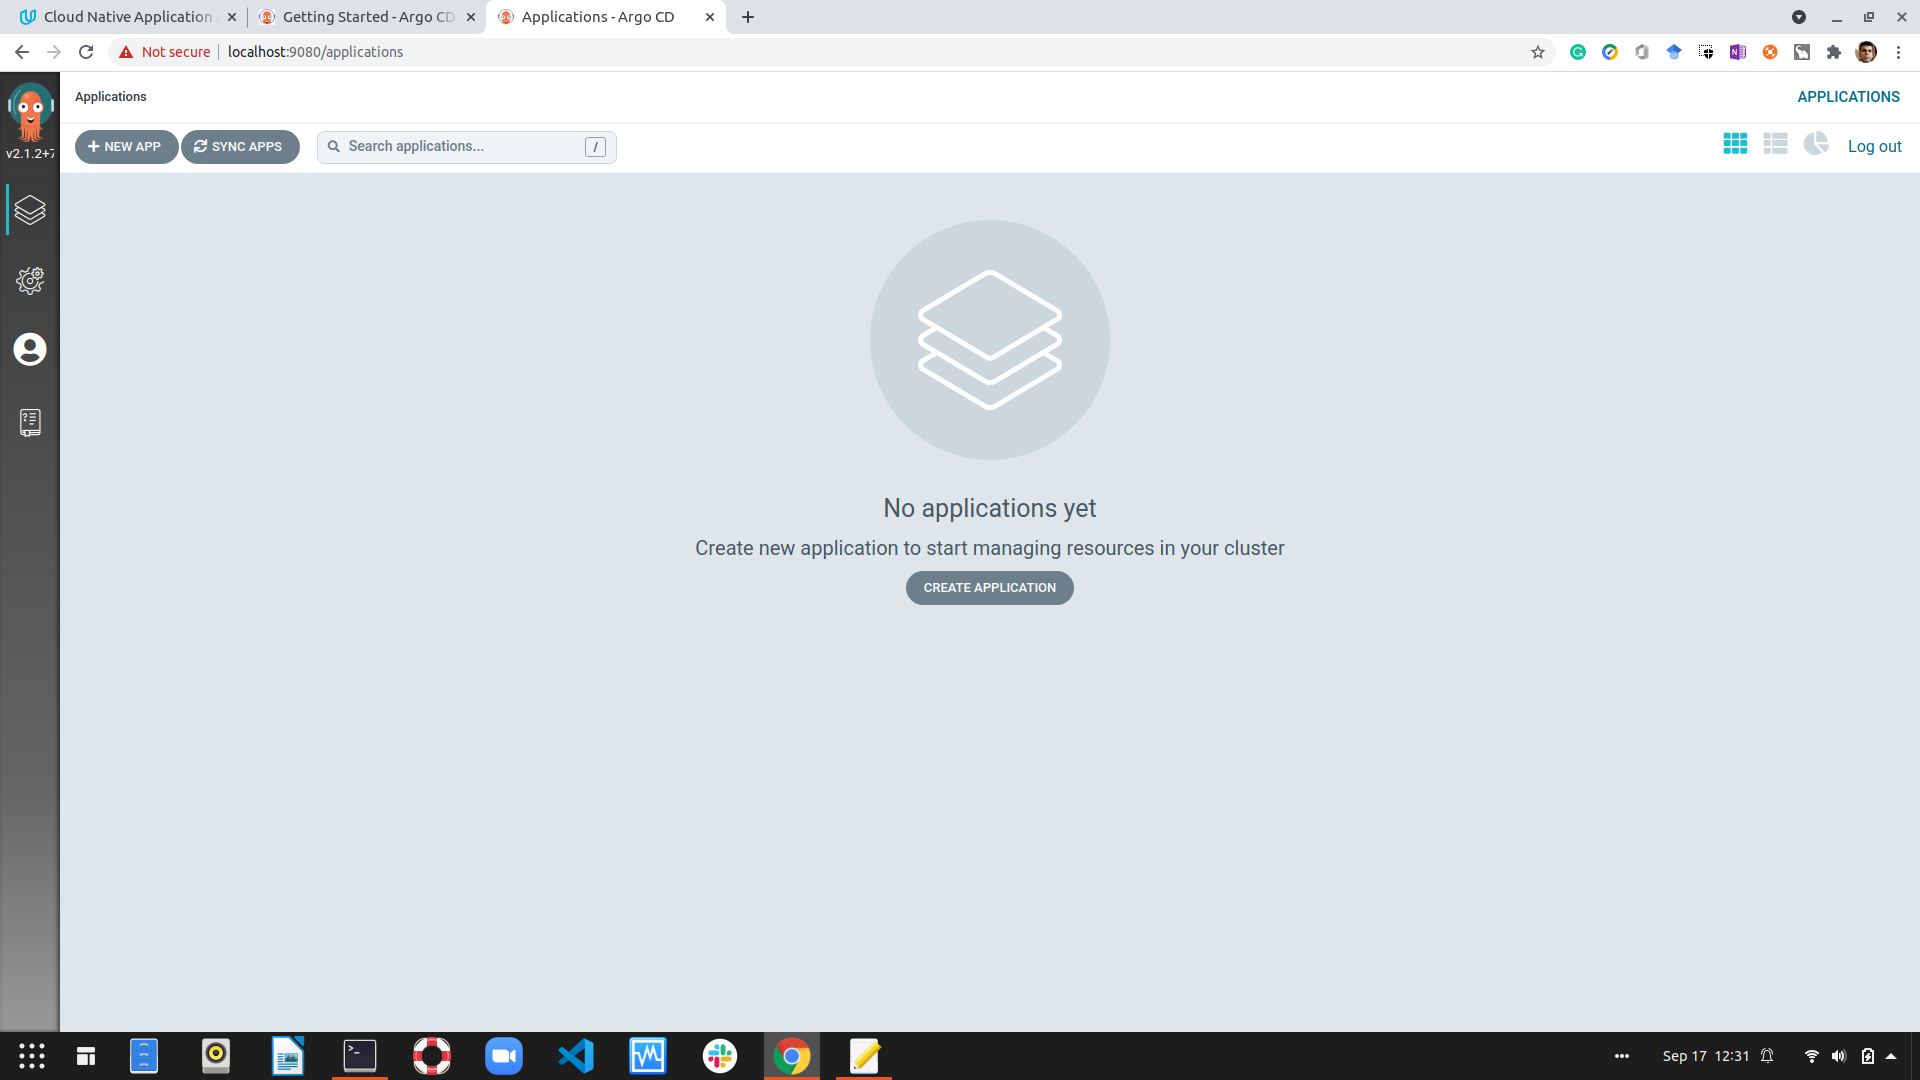 Cloud Native Application
Getting Started - Argo CD
Applications - Argo CD
Not secure
localhost:9080/applications
Applications
APPLICATIONS
v2.1.2+7
NEW APP
SYNC APPS
Search applications...
/
Log out
No applications yet
Create new application to start managing resources in your cluster
CREATE APPLICATION
Sep 17 12:31